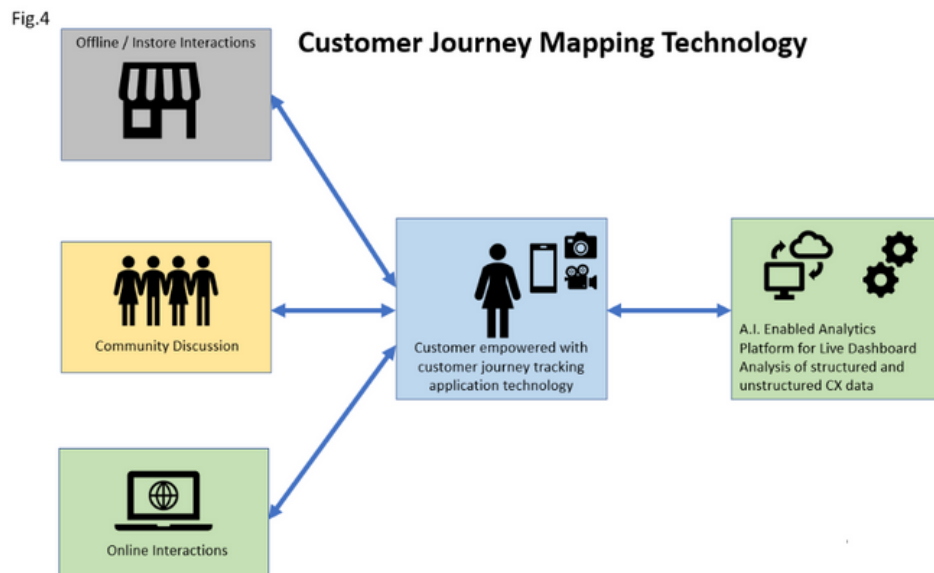 Fig.4
Customer Journey Mapping Technology
Offline / Instore Interactions
Community Discussion
Online Interactions
Customer empowered with
customer journey tracking
application technology
A.I. Enabled Analytics
Platform for Live Dashboard
Analysis of structured and
unstructured CX data